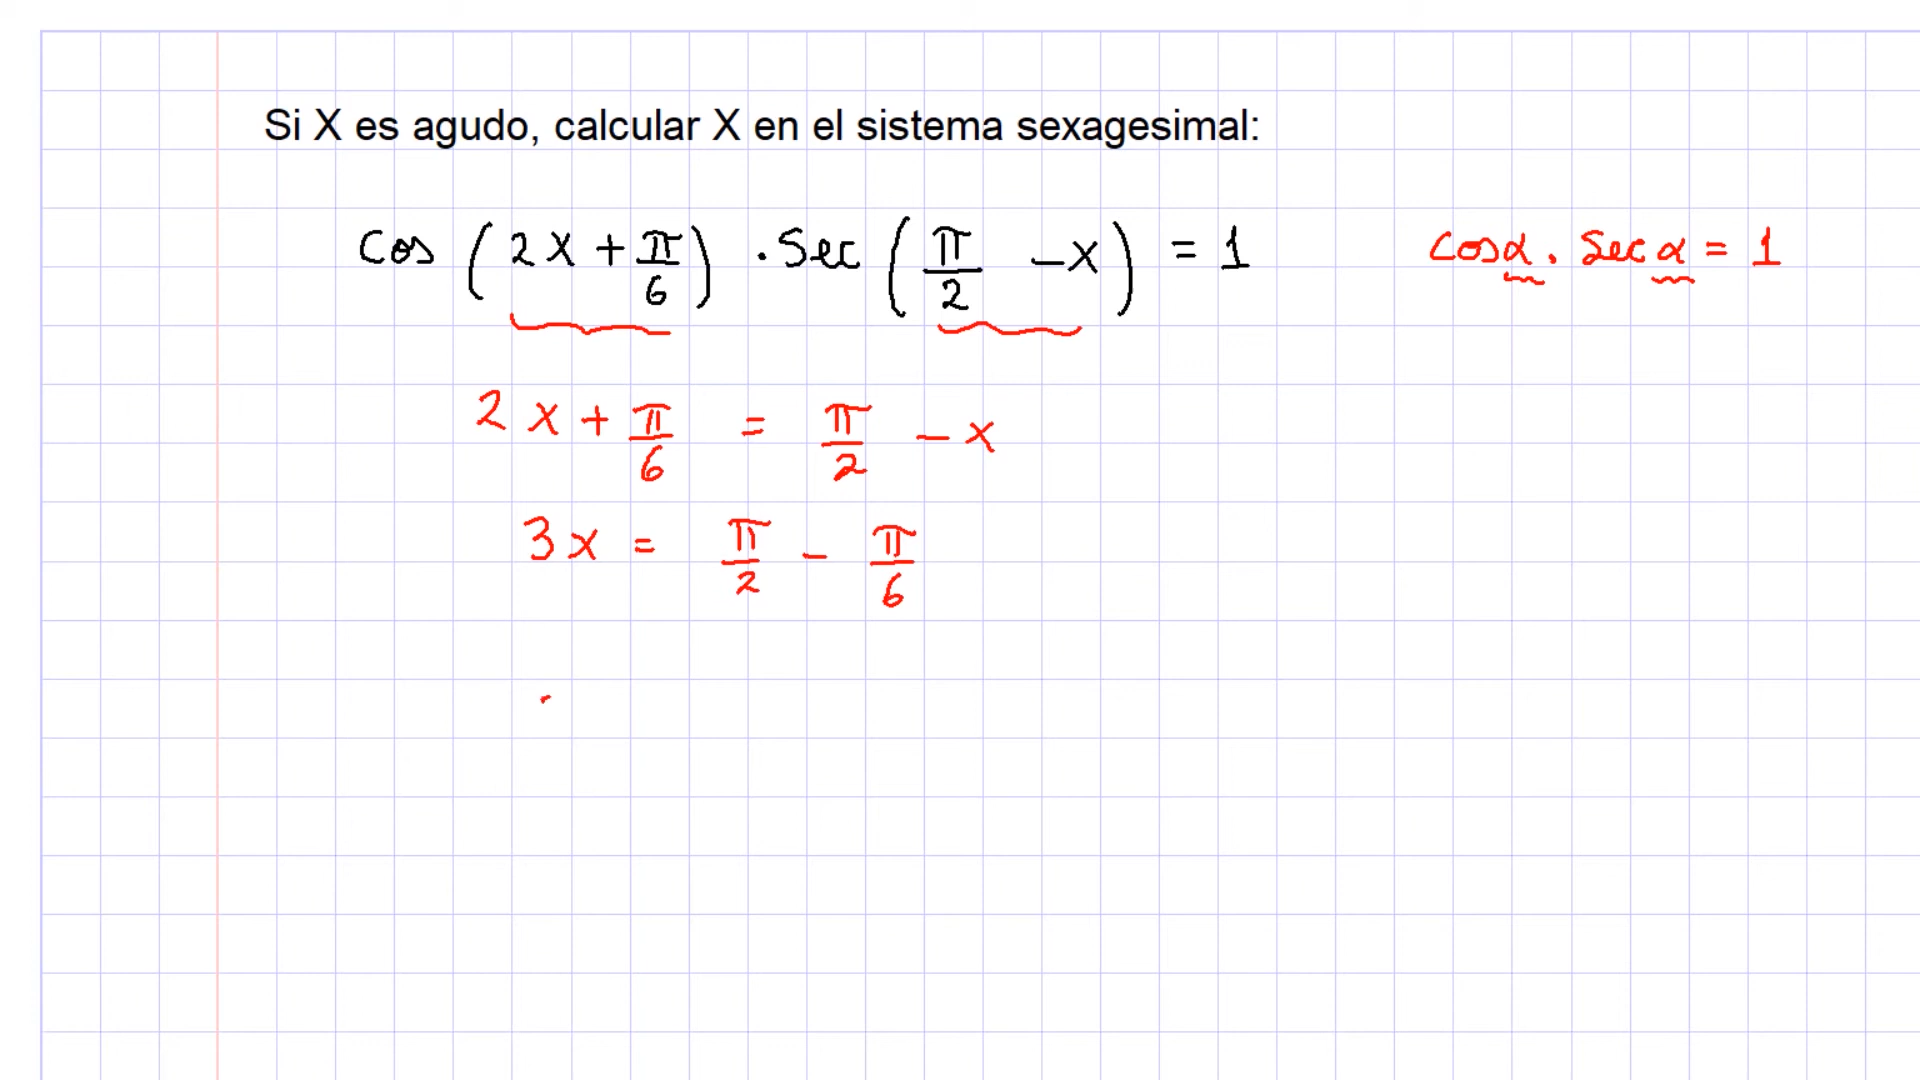 Si X es agudo, calcular X en el sistema sexagesimal:
Cos (2x + π/6) . Sec (π/2 - x) = 1
Cosα . Sec α = 1
2x + π/6 = π/2 - x
3x = π/2 - π/6